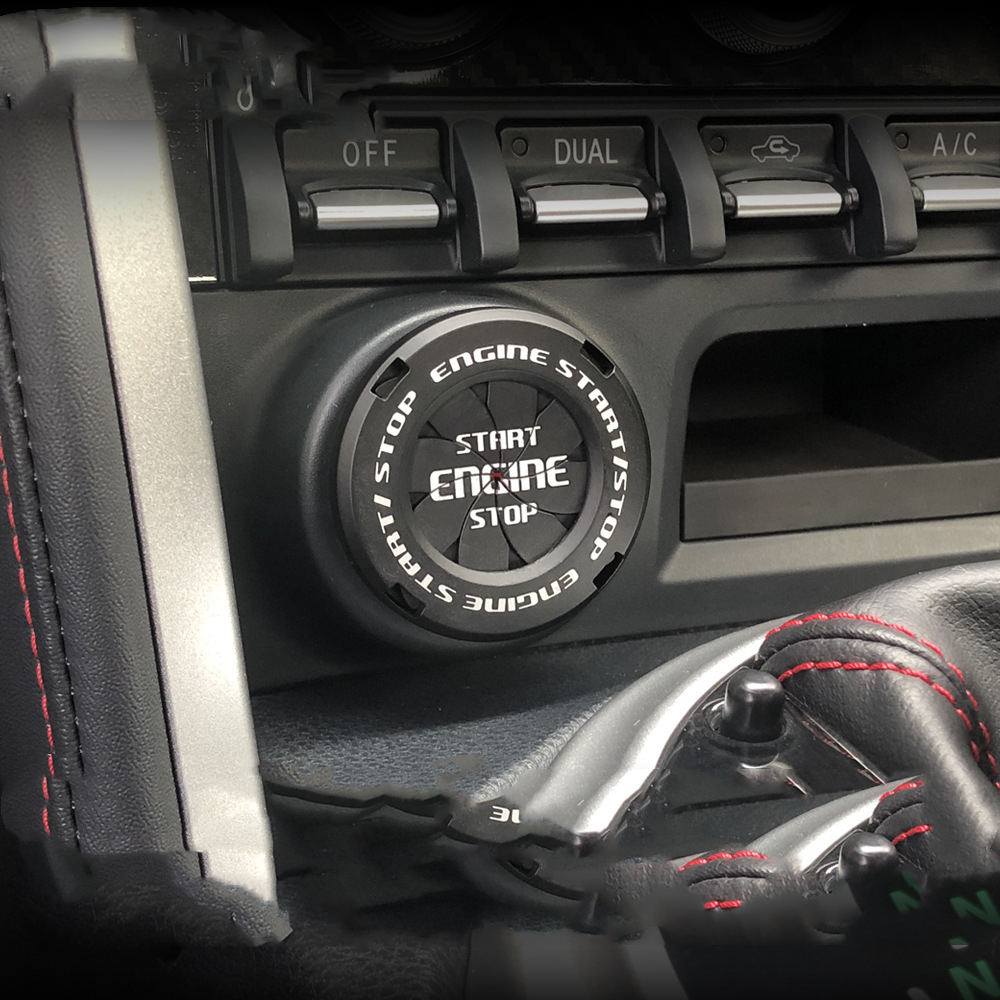 OFF
DUAL
A/C
ENGINE START/STOP
START
ENGINE
STOP
ENGINE START/STOP